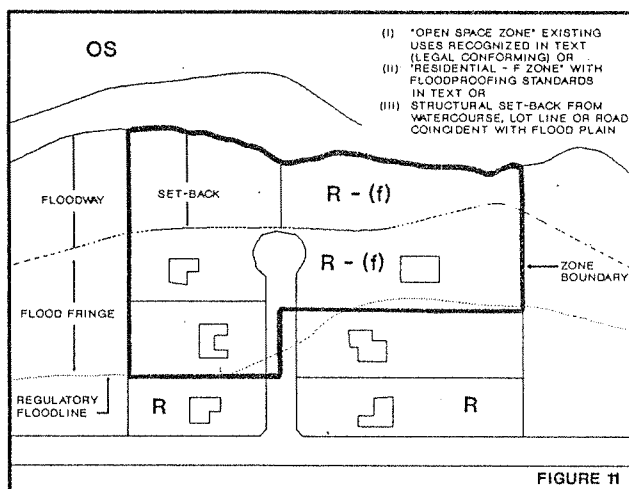 OS
(I) "OPEN SPACE ZONE" EXISTING
USES RECOGNIZED IN TEXT
(LEGAL CONFORMING) OR
(II) "RESIDENTIAL - F ZONE" WITH
FLOODPROOFING STANDARDS
IN TEXT OR
(III) STRUCTURAL SET-BACK FROM
WATERCOURSE, LOT LINE OR ROAD
COINCIDENT WITH FLOOD PLAIN
FLOODWAY
SET-BACK
R - (f)
R - (f)
ZONE
BOUNDARY
FLOOD FRINGE
REGULATORY
FLOODLINE
R
R
FIGURE 11